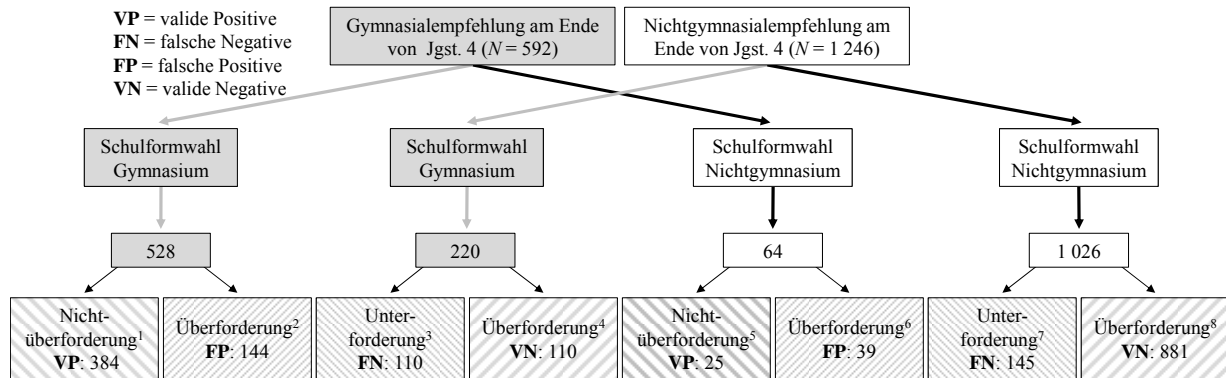 VP = valide Positive
FN = falsche Negative
FP = falsche Positive
VN = valide Negative
Gymnasialempfehlung am Ende
von Jgst. 4 (N = 592)
Nichtgymnasialempfehlung am
Ende von Jgst. 4 (N = 1 246)
Schulformwahl
Gymnasium
Schulformwahl
Gymnasium
Schulformwahl
Nichtgymnasium
Schulformwahl
Nichtgymnasium
528
220
64
1 026
Nicht-
überforderung¹
VP: 384
Überforderung²
FP: 144
Unter-
forderung³
FN: 110
Überforderung⁴
VN: 110
Nicht-
überforderung⁵
VP: 25
Überforderung⁶
FP: 39
Unter-
forderung⁷
FN: 145
Überforderung⁸
VN: 881